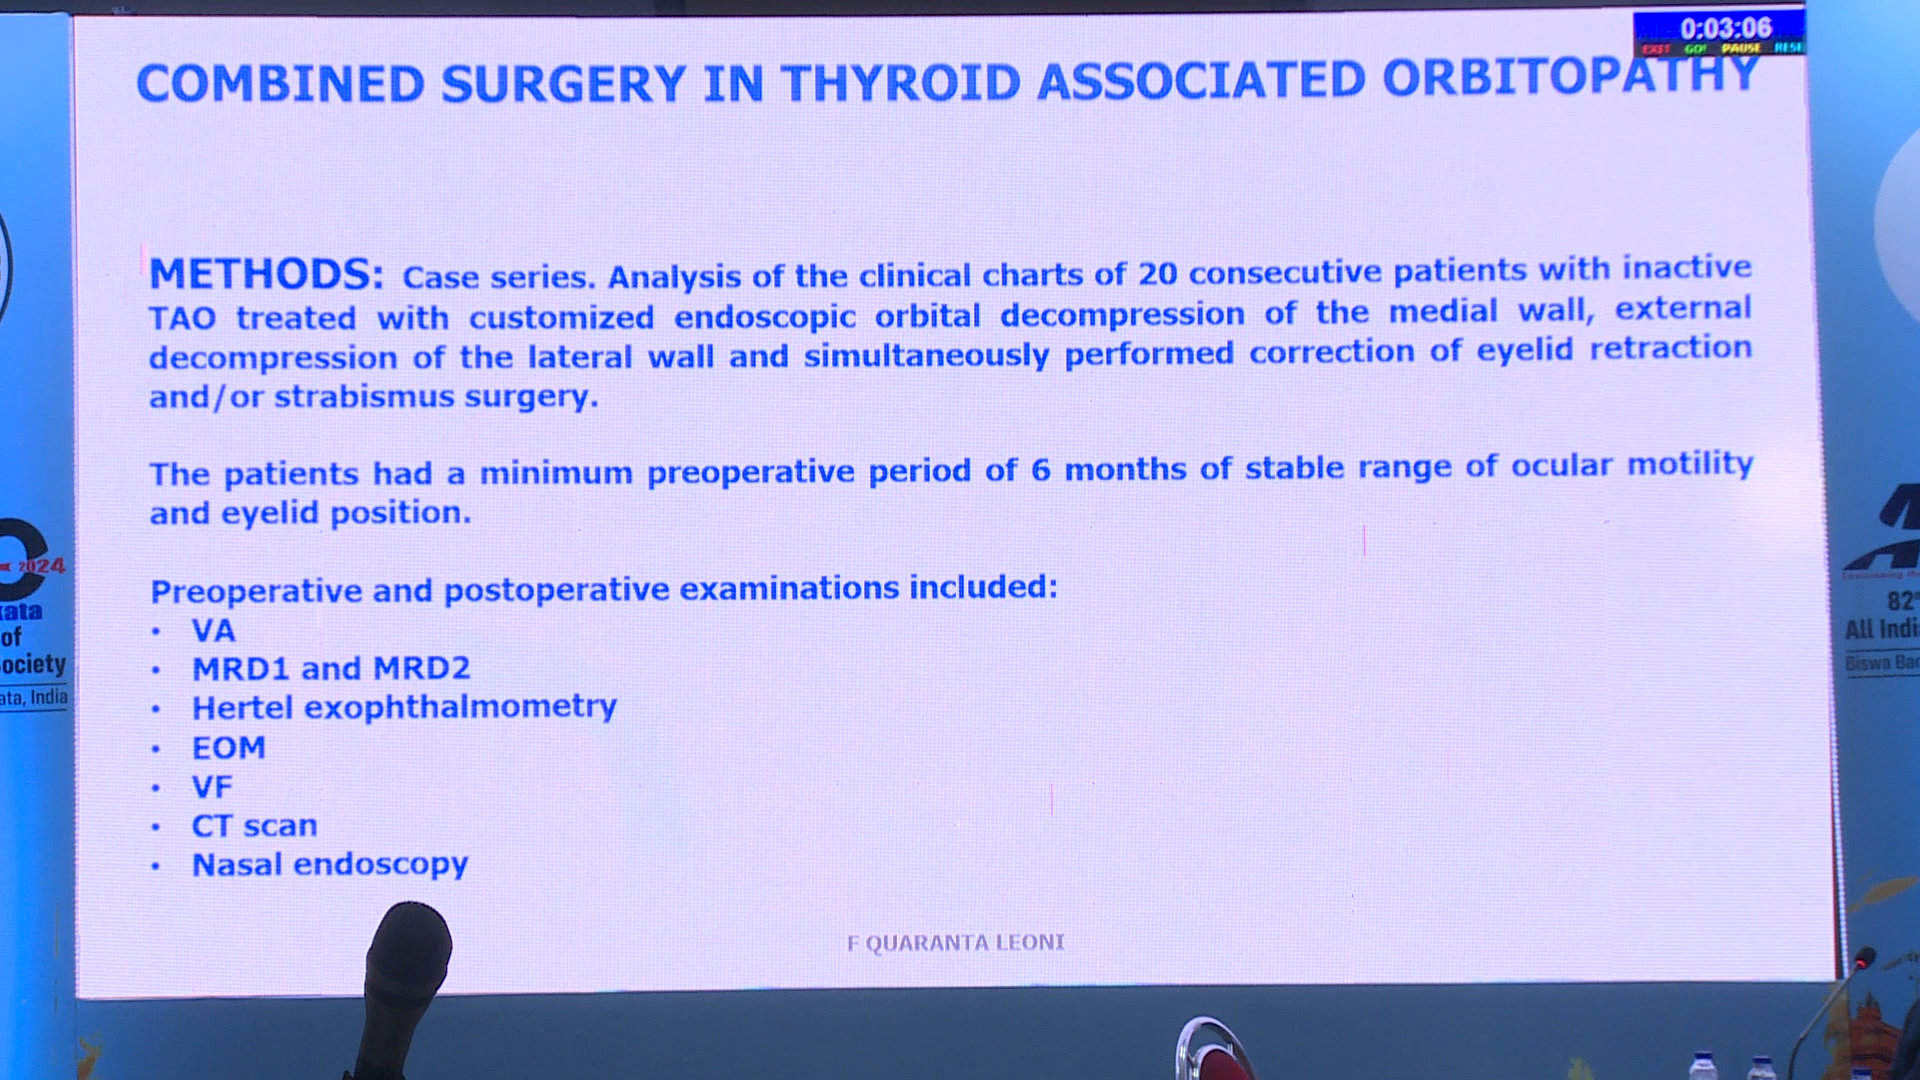 0:03:06
EXIT GO! PAUSE
COMBINED SURGERY IN THYROID ASSOCIATED ORBITOPATHY
METHODS: Case series. Analysis of the clinical charts of 20 consecutive patients with inactive
TAO treated with customized endoscopic orbital decompression of the medial wall, external
decompression of the lateral wall and simultaneously performed correction of eyelid retraction
and/or strabismus surgery.
The patients had a minimum preoperative period of 6 months of stable range of ocular motility
and eyelid position.
Preoperative and postoperative examinations included:
• VA
• MRD1 and MRD2
• Hertel exophthalmometry
• EOM
• VF
• CT scan
• Nasal endoscopy
F QUARANTA LEONI
2024
of
India
82
All
Biswa